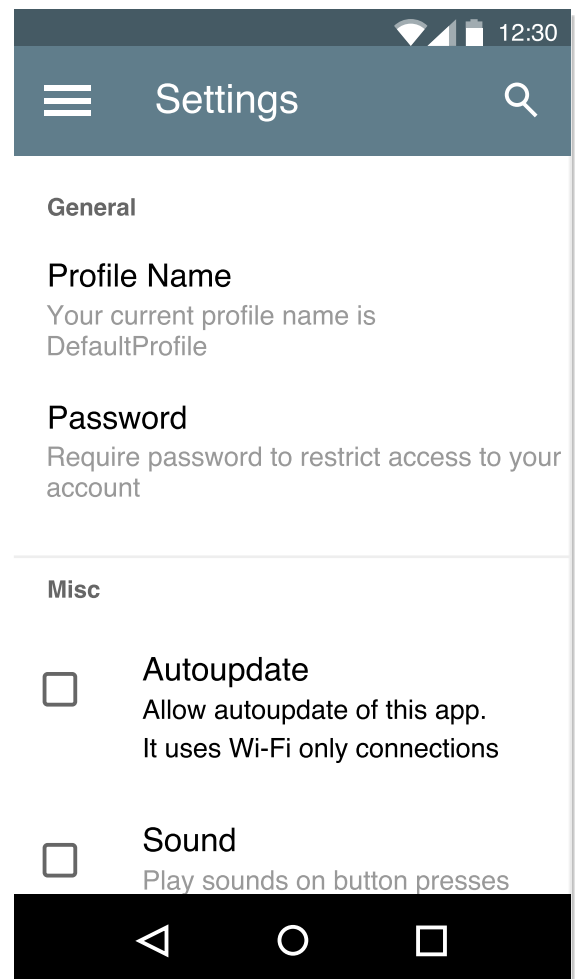 12:30
Settings
General
Profile Name
Your current profile name is
DefaultProfile
Password
Require password to restrict access to your
account
Misc
Autoupdate
Allow autoupdate of this app.
It uses Wi-Fi only connections
Sound
Play sounds on button presses